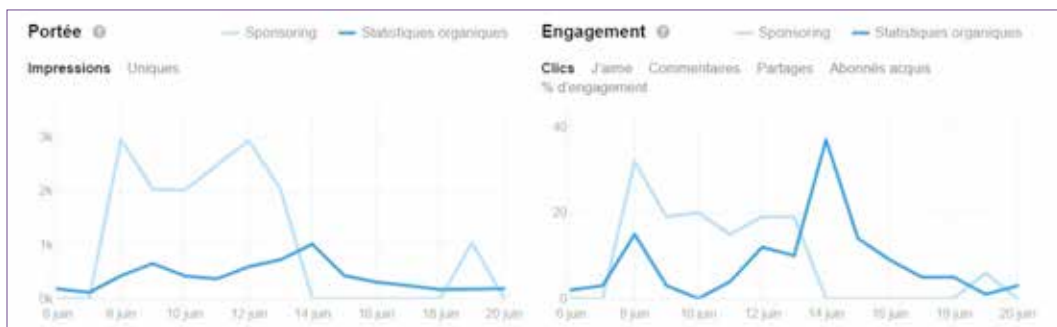 Portée
Sponsoring
Statistiques organiques
Impressions Uniques
3k
2k
1k
0k
6 juin 8 juin 10 juin 12 juin 14 juin 16 juin 18 juin 20 juin
Engagement
Sponsoring
Statistiques organiques
Clics J'aime Commentaires Partages Abonnés acquis
% d'engagement
40
20
0
6 juin 8 juin 10 juin 12 juin 14 juin 16 juin 18 juin 20 juin